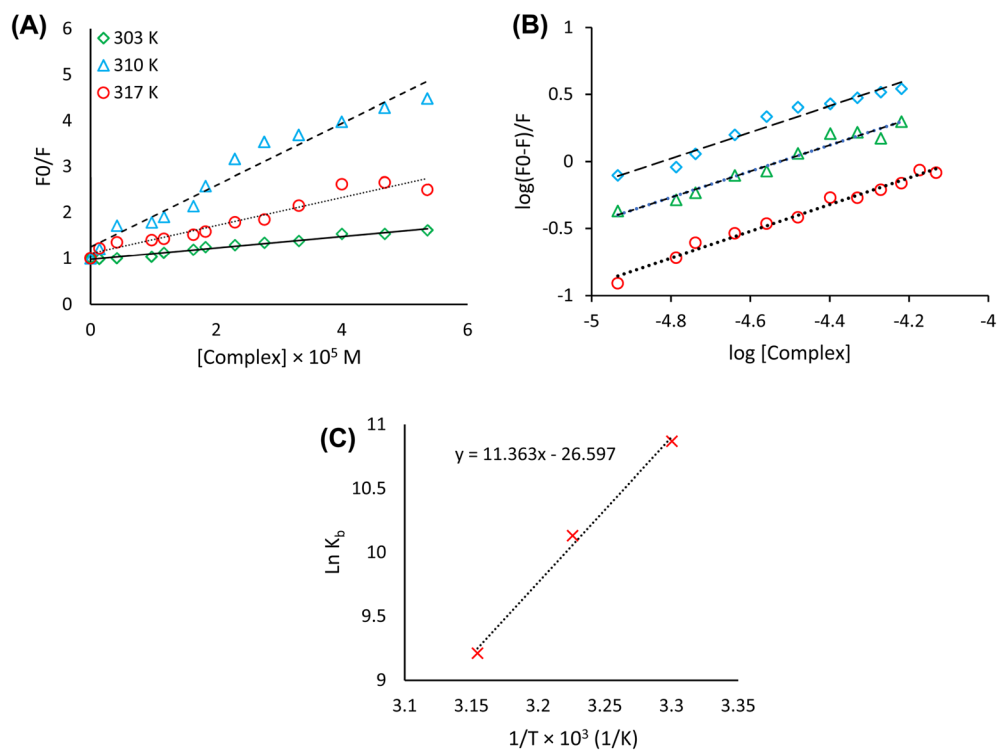 (A)
303 K
310 K
317 K
F0/F
6
5
4
3
2
1
0
0 2 4 6
[Complex] × 10⁵ M
(B)
log(F0-F)/F
1
0.5
0
-0.5
-1
-5 -4.8 -4.6 -4.4 -4.2 -4
log [Complex]
(C)
y = 11.363x - 26.597
Ln K_b
11
10.5
10
9.5
9
3.1 3.15 3.2 3.25 3.3 3.35
1/T × 10³ (1/K)